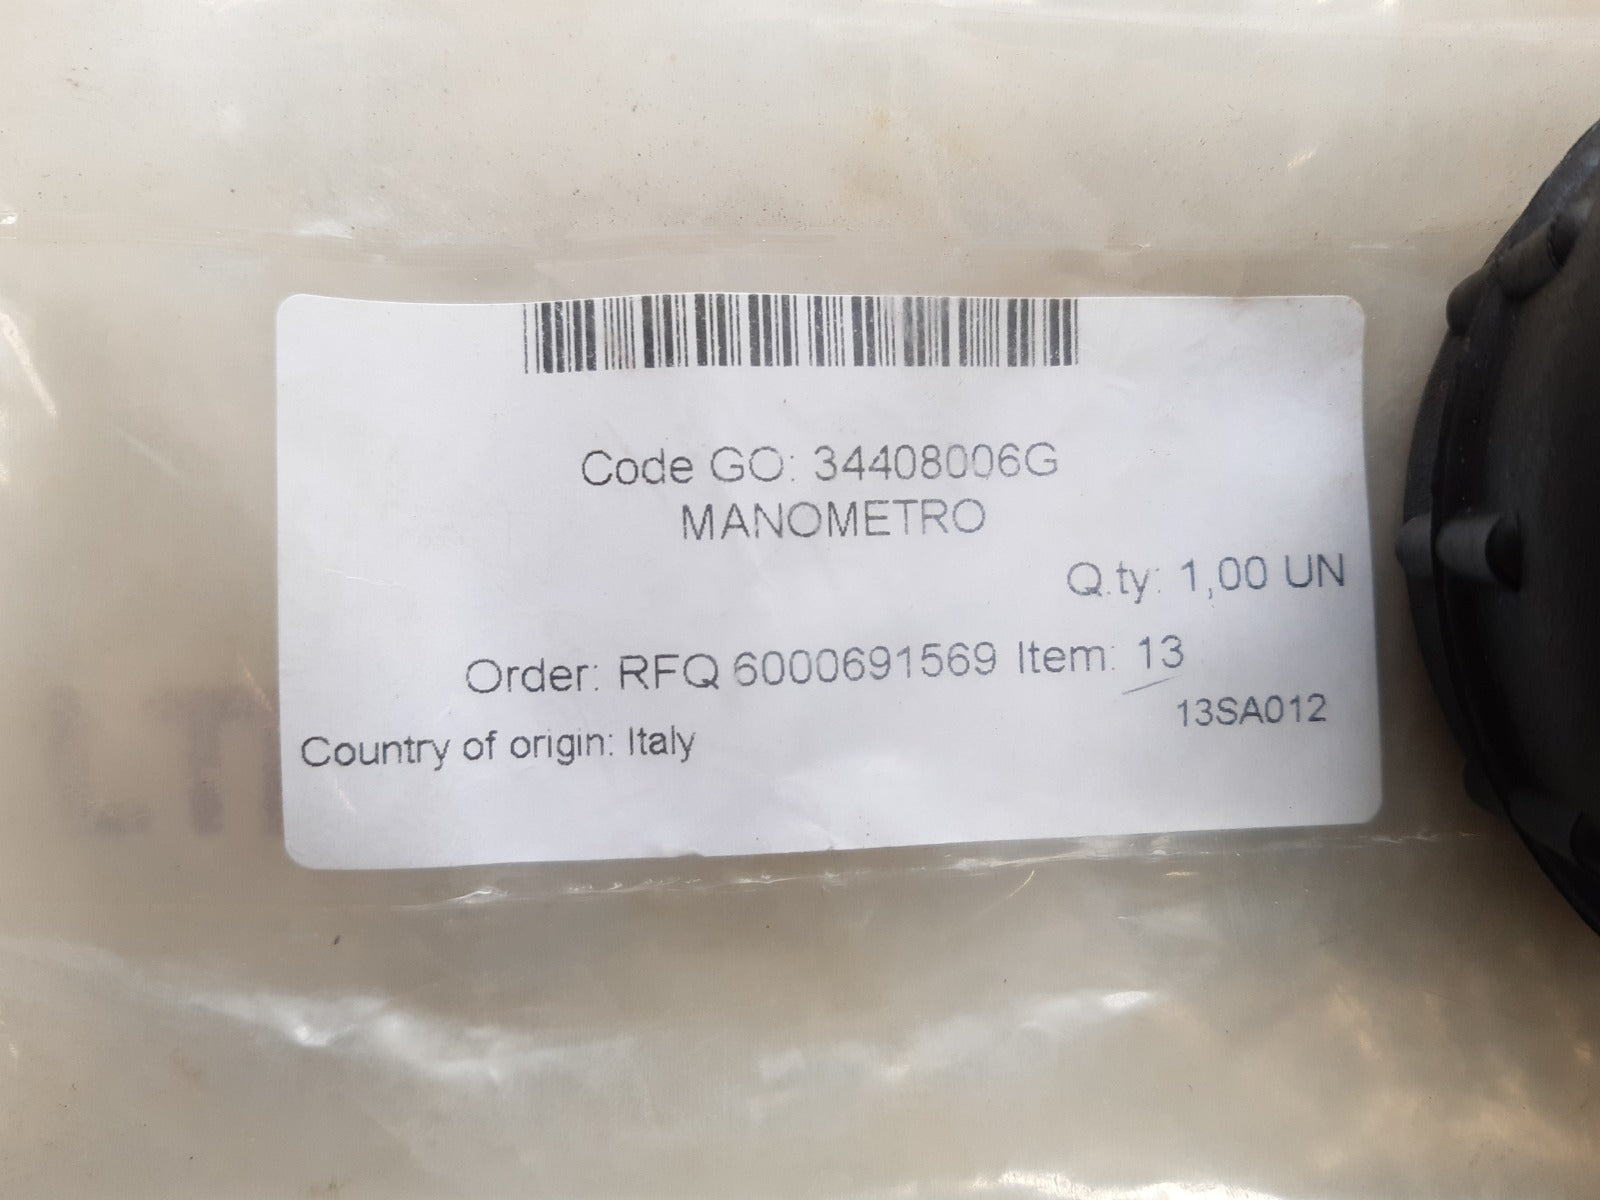 Code GO: 34408006G
MANOMETRO
Q.ty: 1,00 UN
Order: RFQ 6000691569 Item: 13
13SA012
Country of origin: Italy